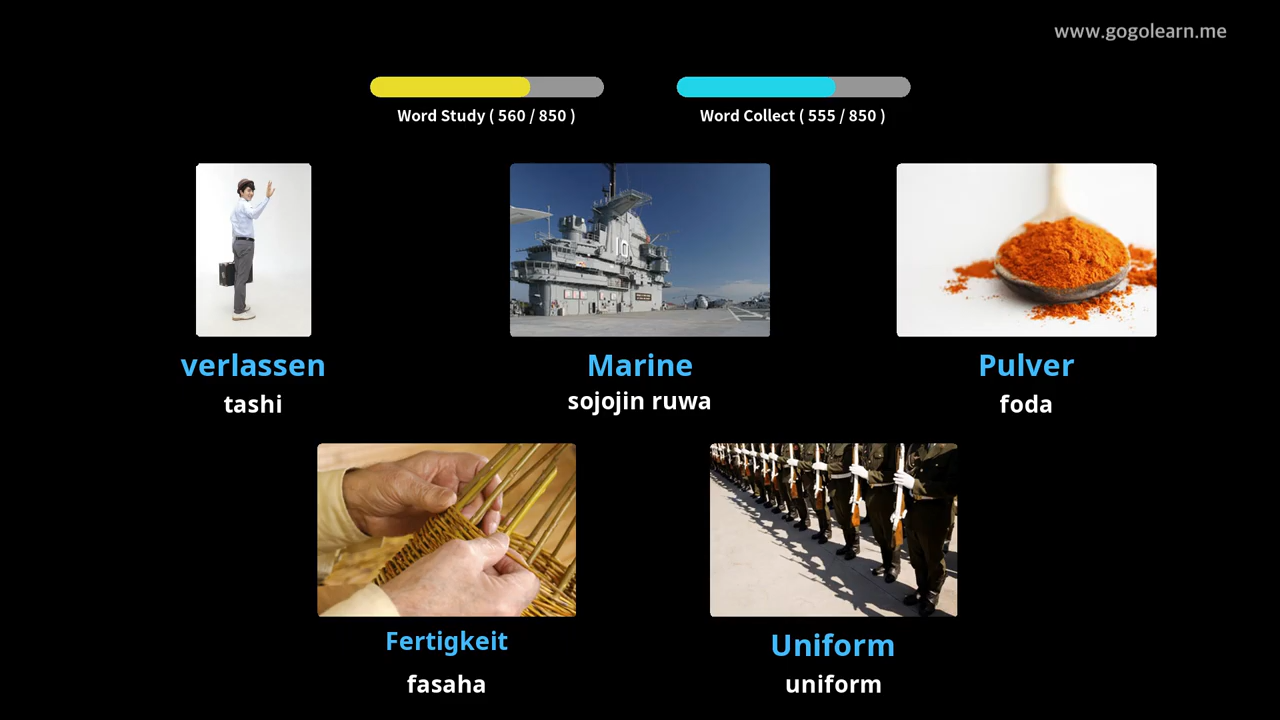 www.gogolearn.me
Word Study ( 560 / 850 )
Word Collect ( 555 / 850 )
10
verlassen
Marine
Pulver
tashi
sojojin ruwa
foda
Fertigkeit
Uniform
fasaha
uniform